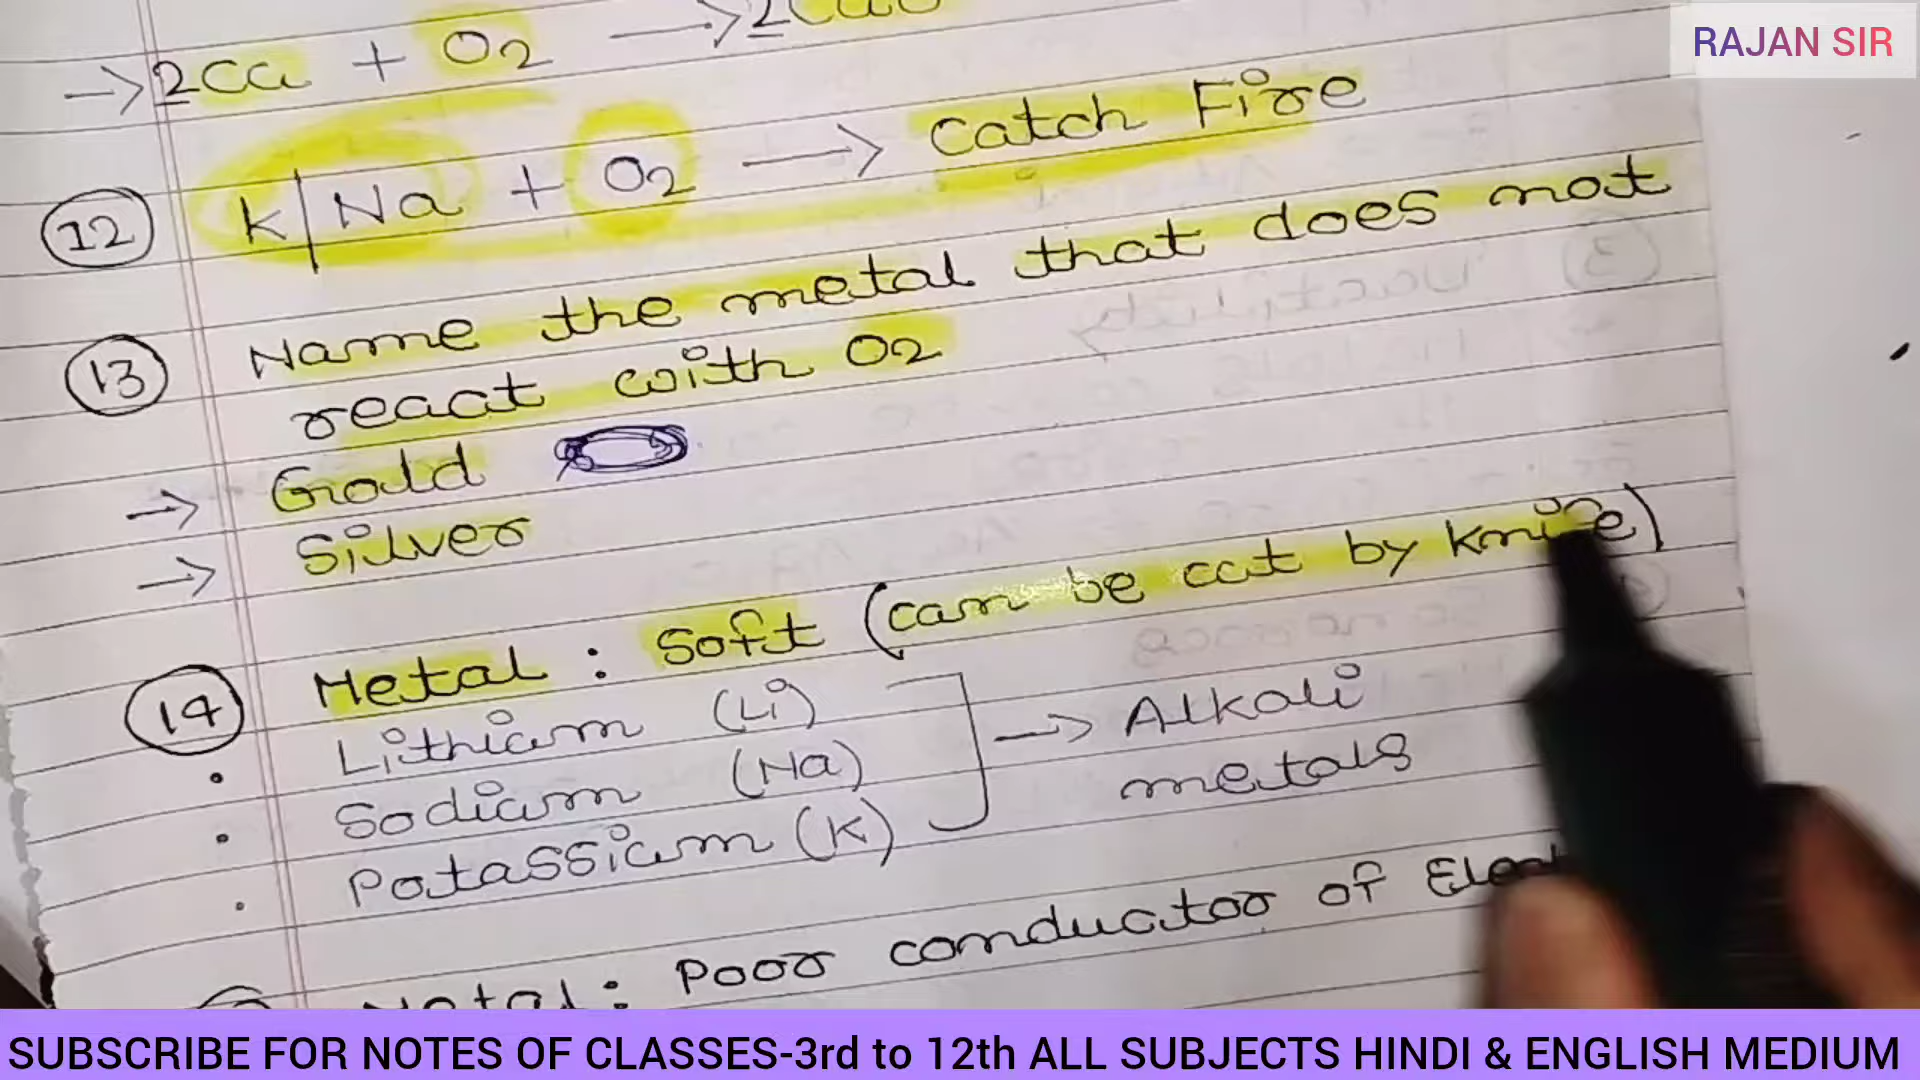 RAJAN SIR
→ 2Ca + O2 → 2CaO
12 K | Na + O2 → Catch Fire
13 Name the metal that does not
react with O2
→ Gold
→ Silver
14 Metal : Soft (can be cut by knife)
• Lithium (Li)
• Sodium (Na)
• Potassium (K)
→ Alkali
metals
Metal : Poor conductor of
SUBSCRIBE FOR NOTES OF CLASSES-3rd to 12th ALL SUBJECTS HINDI & ENGLISH MEDIUM